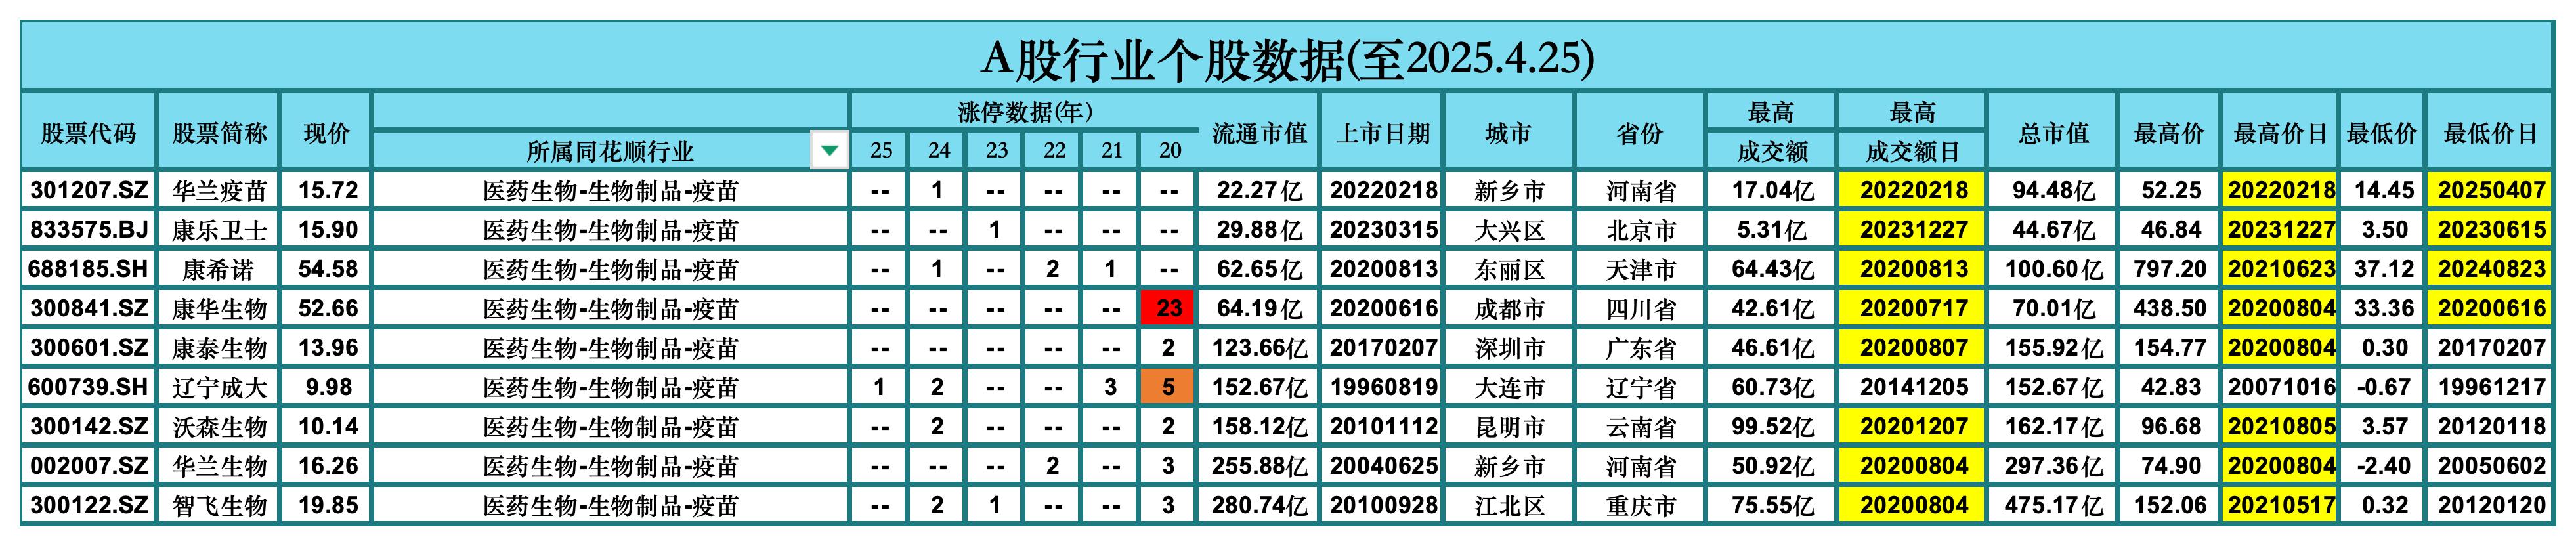 A股行业个股数据(至2025.4.25)
股票代码 股票简称 现价 所属同花顺行业 涨停数据(年) 流通市值 上市日期 城市 省份 最高 最高 总市值 最高价 最高价日 最低价 最低价日
25 24 23 22 21 20 成交额 成交额日
301207.SZ 华兰疫苗 15.72 医药生物-生物制品-疫苗 -- 1 -- -- -- -- 22.27亿 20220218 新乡市 河南省 17.04亿 20220218 94.48亿 52.25 20220218 14.45 20250407
833575.BJ 康乐卫士 15.90 医药生物-生物制品-疫苗 -- -- 1 -- -- -- 29.88亿 20230315 大兴区 北京市 5.31亿 20231227 44.67亿 46.84 20231227 3.50 20230615
688185.SH 康希诺 54.58 医药生物-生物制品-疫苗 -- 1 -- 2 1 -- 62.65亿 20200813 东丽区 天津市 64.43亿 20200813 100.60亿 797.20 20210623 37.12 20240823
300841.SZ 康华生物 52.66 医药生物-生物制品-疫苗 -- -- -- -- -- 23 64.19亿 20200616 成都市 四川省 42.61亿 20200717 70.01亿 438.50 20200804 33.36 20200616
300601.SZ 康泰生物 13.96 医药生物-生物制品-疫苗 -- -- -- -- -- 2 123.66亿 20170207 深圳市 广东省 46.61亿 20200807 155.92亿 154.77 20200804 0.30 20170207
600739.SH 辽宁成大 9.98 医药生物-生物制品-疫苗 1 2 -- -- 3 5 152.67亿 19960819 大连市 辽宁省 60.73亿 20141205 152.67亿 42.83 20071016 -0.67 19961217
300142.SZ 沃森生物 10.14 医药生物-生物制品-疫苗 -- 2 -- -- -- 2 158.12亿 20101112 昆明市 云南省 99.52亿 20201207 162.17亿 96.68 20210805 3.57 20120118
002007.SZ 华兰生物 16.26 医药生物-生物制品-疫苗 -- -- -- 2 -- 3 255.88亿 20040625 新乡市 河南省 50.92亿 20200804 297.36亿 74.90 20200804 -2.40 20050602
300122.SZ 智飞生物 19.85 医药生物-生物制品-疫苗 -- 2 1 -- -- 3 280.74亿 20100928 江北区 重庆市 75.55亿 20200804 475.17亿 152.06 20210517 0.32 20120120